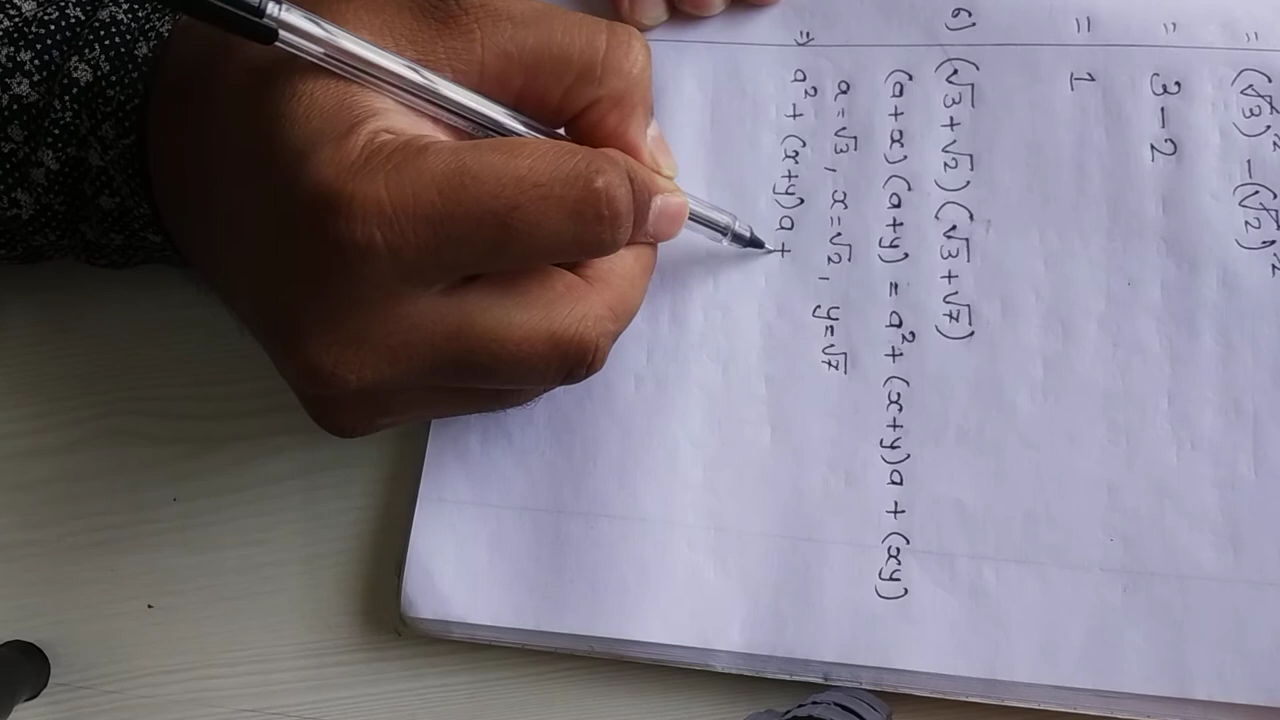 = (√3)² - (√2)²
= 3 - 2
= 1
6) (√3 + √2) (√3 + √7)
(a + x) (a + y) = a² + (x + y)a + (xy)
a = √3, x = √2, y = √7
⇒ a² + (x+y)a +